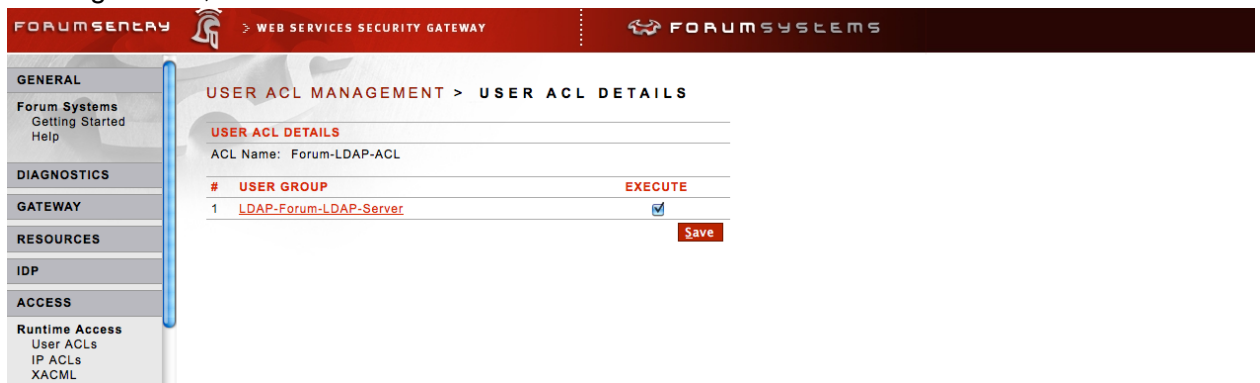 FORUMSENTRY > WEB SERVICES SECURITY GATEWAY FORUMSYSTEMS
GENERAL
Forum Systems
Getting Started
Help
DIAGNOSTICS
GATEWAY
RESOURCES
IDP
ACCESS
Runtime Access
User ACLs
IP ACLs
XACML
USER ACL MANAGEMENT > USER ACL DETAILS
USER ACL DETAILS
ACL Name: Forum-LDAP-ACL
# USER GROUP EXECUTE
1 LDAP-Forum-LDAP-Server
Save